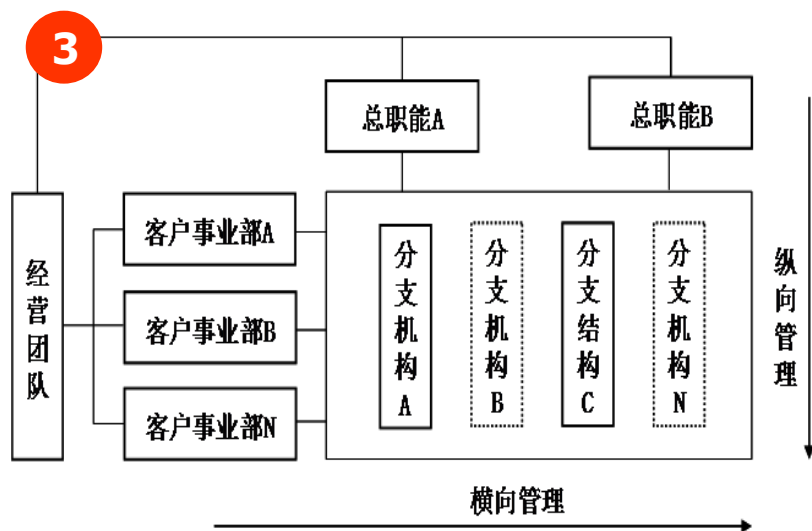 3
总职能A
总职能B
经营团队
客户事业部A
客户事业部B
客户事业部N
分支机构A
分支机构B
分支结构C
分支机构N
纵向管理
横向管理